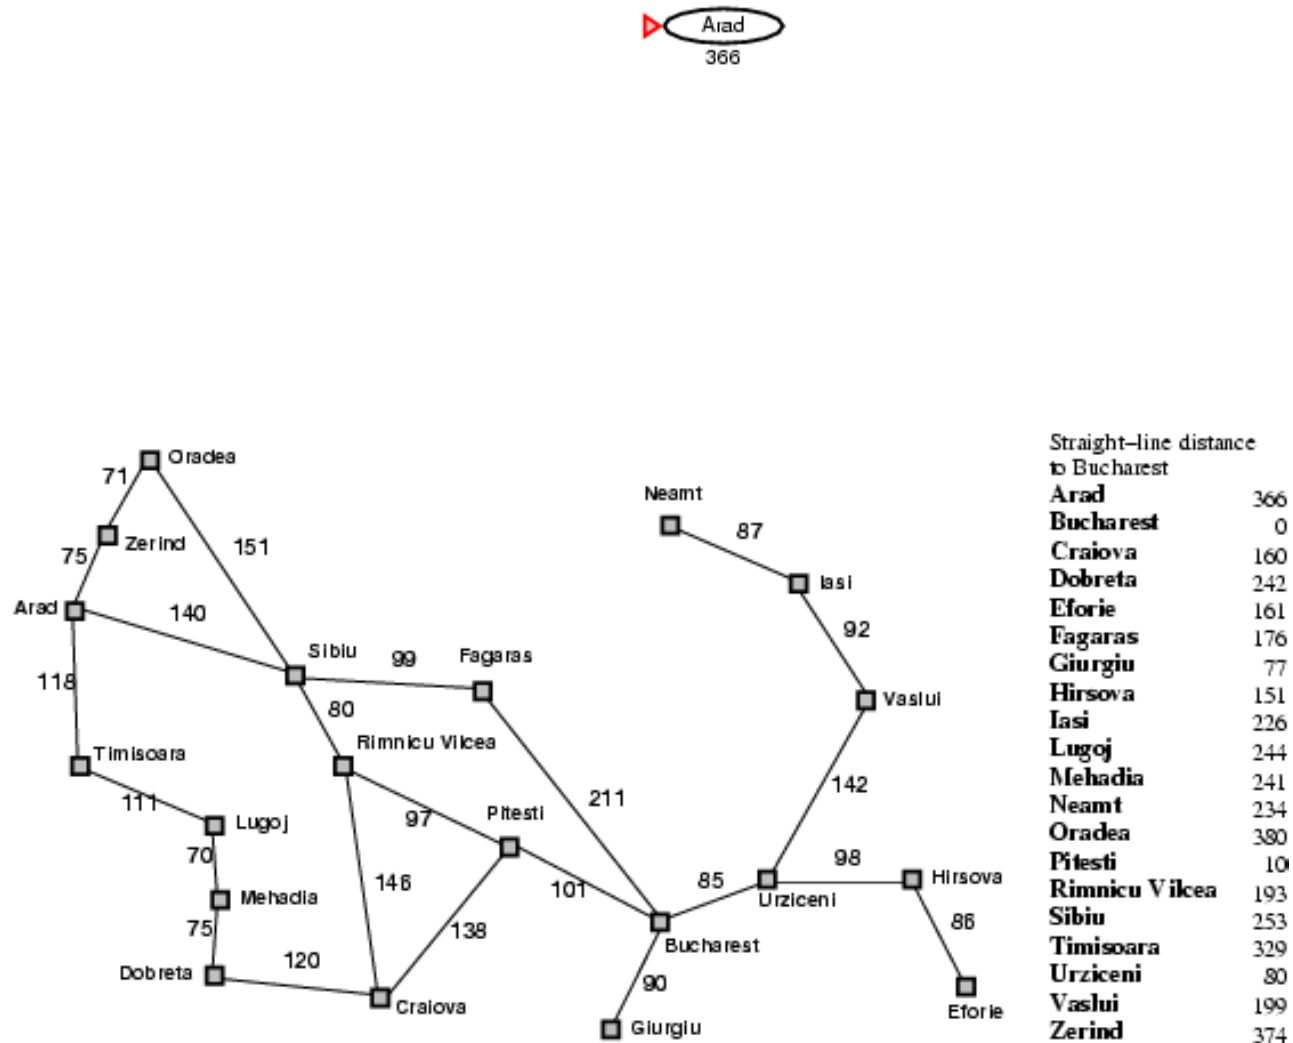 Arad
366
Oradea
71
Neamt
87
Zerind
151
75
Iasi
Arad
140
92
Sibiu
99
Fagaras
118
80
Vaslui
Rimnicu Vilcea
Timisoara
111
211
142
97
Pitesti
Lugoj
70
98
146
101
85
Hirsova
Mehadia
Urziceni
75
138
86
Bucharest
120
Dobreta
90
Craiova
Eforie
Giurgiu
Straight–line distance
to Bucharest
Arad 366
Bucharest 0
Craiova 160
Dobreta 242
Eforie 161
Fagaras 176
Giurgiu 77
Hirsova 151
Iasi 226
Lugoj 244
Mehadia 241
Neamt 234
Oradea 380
Pitesti
Rimnicu Vilcea 193
Sibiu 253
Timisoara 329
Urziceni 80
Vaslui 199
Zerind 374